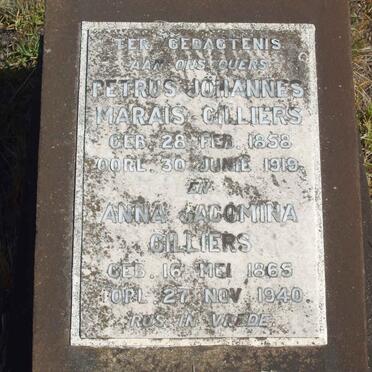 TER GEDAGTENIS
AAN ONS OUERS
PETRUS JOHANNES
MARAIS CILLIERS
GEB. 28 FEB. 1858
OORL. 30 JUNIE 1919
EN
ANNA JACOMINA
CILLIERS
GEB. 16 MEI 1865
OORL. 27 NOV. 1940
RUS IN VREDE